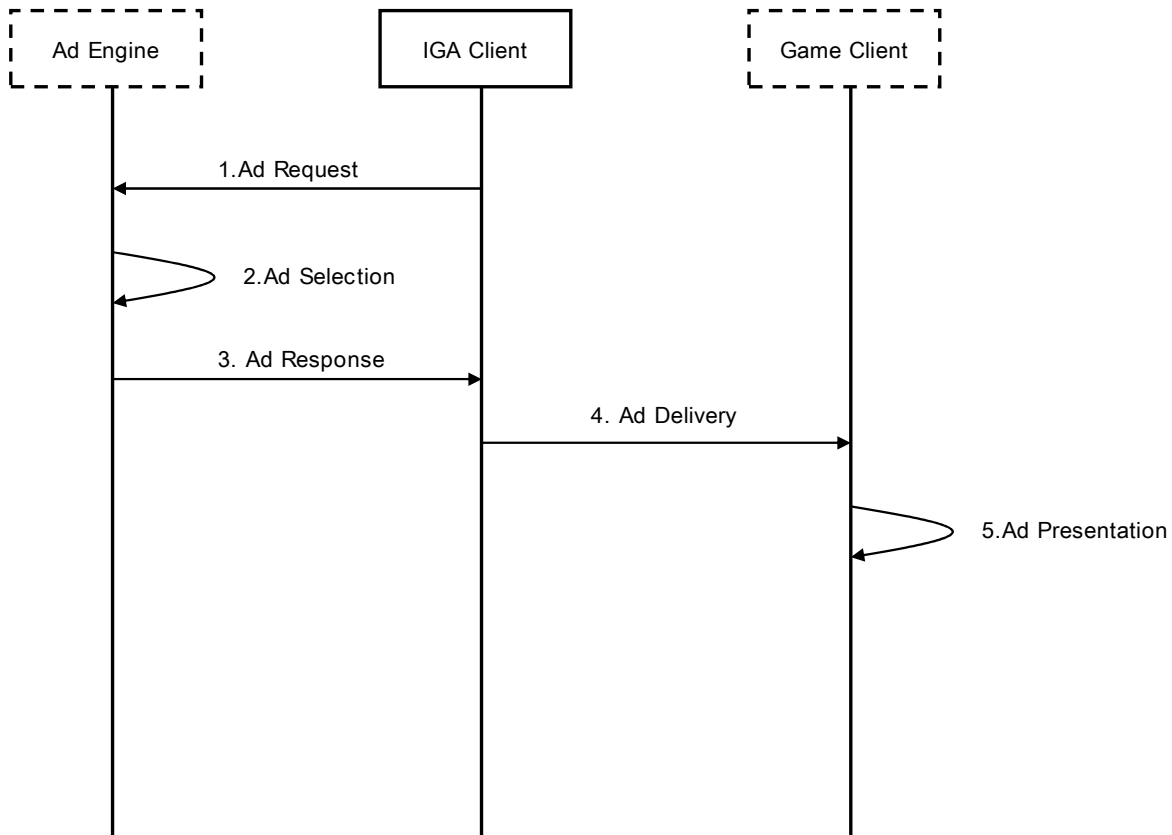 Ad Engine
IGA Client
Game Client
1.Ad Request
2.Ad Selection
3. Ad Response
4. Ad Delivery
5.Ad Presentation